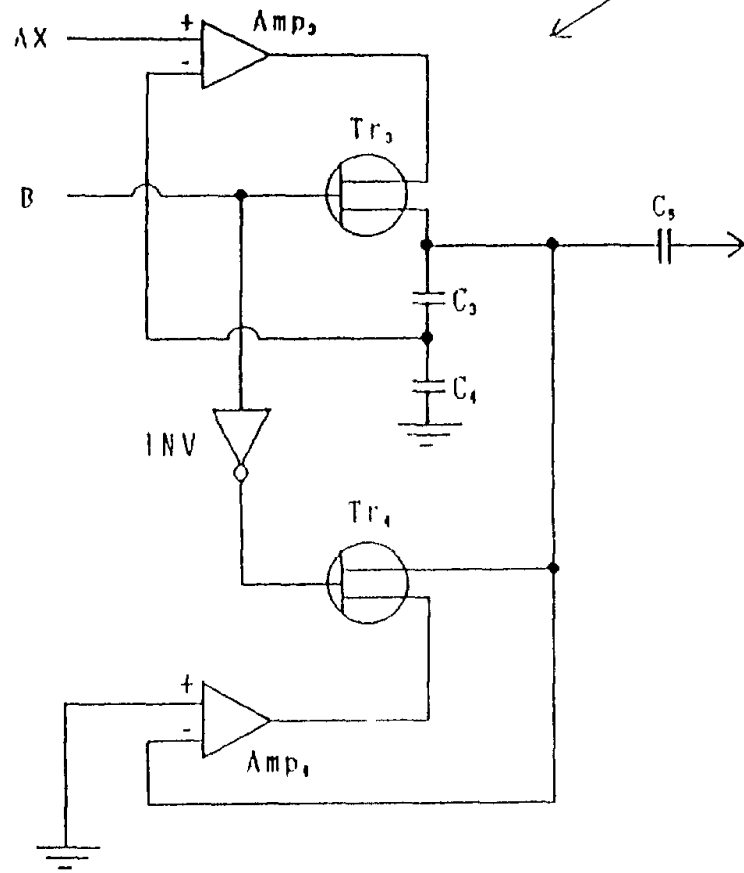 AX
+
-
Amp₃
Tr₃
B
C₅
C₃
C₄
INV
Tr₄
+
-
Amp₄